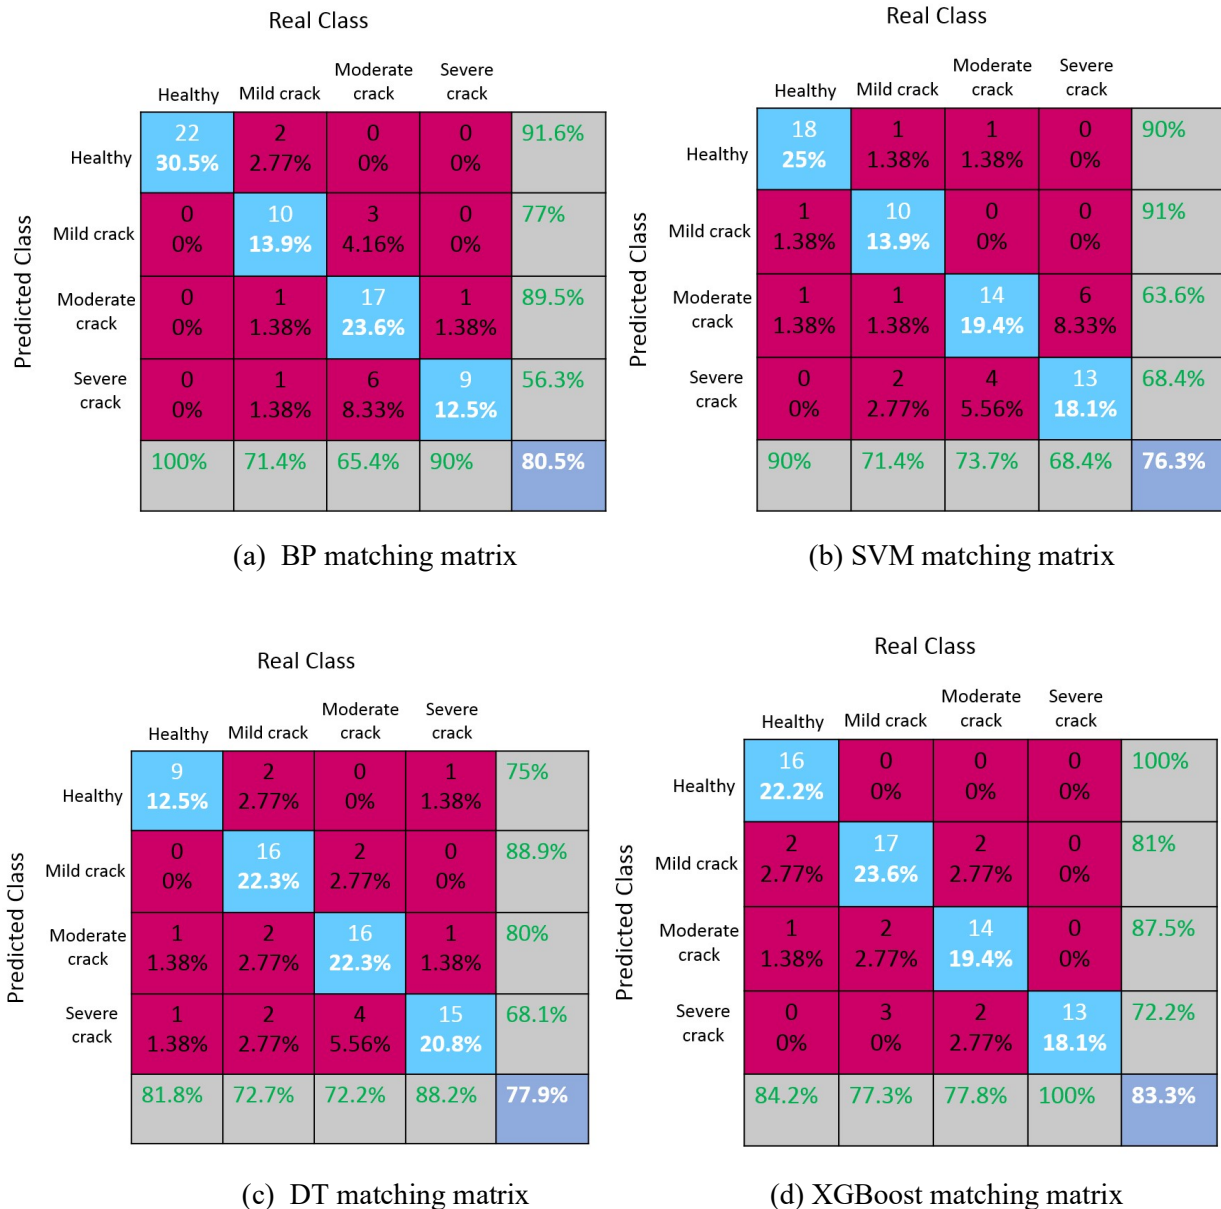 Real Class
Healthy Mild crack Moderate crack Severe crack
Predicted Class
Healthy 22 2 0 0 91.6%
30.5% 2.77% 0% 0%
Mild crack 0 10 3 0 77%
0% 13.9% 4.16% 0%
Moderate crack 0 1 17 1 89.5%
0% 1.38% 23.6% 1.38%
Severe crack 0 1 6 9 56.3%
0% 1.38% 8.33% 12.5%
100% 71.4% 65.4% 90% 80.5%
(a) BP matching matrix
Real Class
Healthy Mild crack Moderate crack Severe crack
Predicted Class
Healthy 18 1 1 0 90%
25% 1.38% 1.38% 0%
Mild crack 1 10 0 0 91%
1.38% 13.9% 0% 0%
Moderate crack 1 1 14 6 63.6%
1.38% 1.38% 19.4% 8.33%
Severe crack 0 2 4 13 68.4%
0% 2.77% 5.56% 18.1%
90% 71.4% 73.7% 68.4% 76.3%
(b) SVM matching matrix
Real Class
Healthy Mild crack Moderate crack Severe crack
Predicted Class
Healthy 9 2 0 1 75%
12.5% 2.77% 0% 1.38%
Mild crack 0 16 2 0 88.9%
0% 22.3% 2.77% 0%
Moderate crack 1 2 16 1 80%
1.38% 2.77% 22.3% 1.38%
Severe crack 1 2 4 15 68.1%
1.38% 2.77% 5.56% 20.8%
81.8% 72.7% 72.2% 88.2% 77.9%
(c) DT matching matrix
Real Class
Healthy Mild crack Moderate crack Severe crack
Predicted Class
Healthy 16 0 0 0 100%
22.2% 0% 0% 0%
Mild crack 2 17 2 0 81%
2.77% 23.6% 2.77% 0%
Moderate crack 1 2 14 0 87.5%
1.38% 2.77% 19.4% 0%
Severe crack 0 3 2 13 72.2%
0% 0% 2.77% 18.1%
84.2% 77.3% 77.8% 100% 83.3%
(d) XGBoost matching matrix